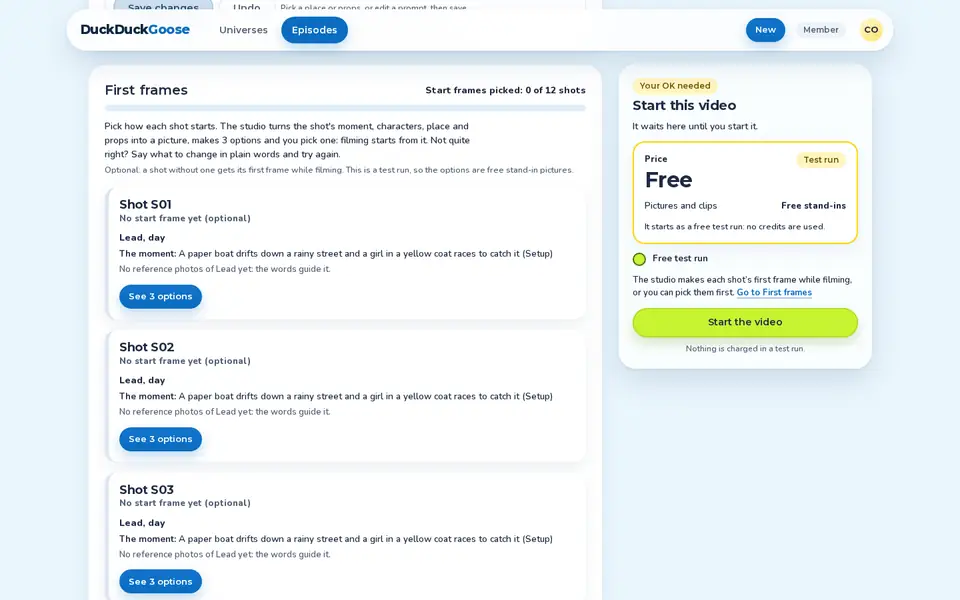 Save changes
Undo
Pick a place or props, or edit a prompt, then save.
DuckDuckGoose
Universes
Episodes
New
Member
CO
First frames
Start frames picked: 0 of 12 shots
Pick how each shot starts. The studio turns the shot's moment, characters, place and
props into a picture, makes 3 options and you pick one: filming starts from it. Not quite
right? Say what to change in plain words and try again.
Optional: a shot without one gets its first frame while filming. This is a test run, so the options are free stand-in pictures.
Shot S01
No start frame yet (optional)
Lead, day
The moment: A paper boat drifts down a rainy street and a girl in a yellow coat races to catch it (Setup)
No reference photos of Lead yet: the words guide it.
See 3 options
Shot S02
No start frame yet (optional)
Lead, day
The moment: A paper boat drifts down a rainy street and a girl in a yellow coat races to catch it (Setup)
No reference photos of Lead yet: the words guide it.
See 3 options
Shot S03
No start frame yet (optional)
Lead, day
The moment: A paper boat drifts down a rainy street and a girl in a yellow coat races to catch it (Setup)
No reference photos of Lead yet: the words guide it.
See 3 options
Your OK needed
Start this video
It waits here until you start it.
Price
Test run
Free
Pictures and clips
Free stand-ins
It starts as a free test run: no credits are used.
Free test run
The studio makes each shot's first frame while filming,
or you can pick them first. Go to First frames
Start the video
Nothing is charged in a test run.